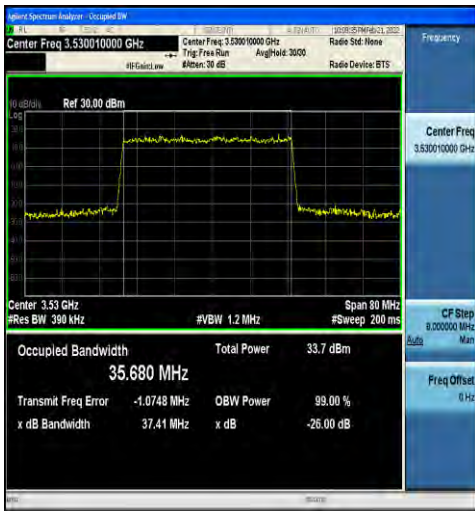 Agilent Spectrum Analyzer - Occupied BW
RL
Center Freq 3.530010000 GHz
#IFGain:Low
Center Freq: 3.530010000 GHz
Trig: Free Run
Avg|Hold: 30/30
#Atten: 30 dB
Radio Std: None
Radio Device: BTS
10 dB/div
Ref 30.00 dBm
Log
Center 3.53 GHz
Span 80 MHz
#Res BW 390 kHz
#VBW 1.2 MHz
#Sweep 200 ms
Occupied Bandwidth
Total Power
33.7 dBm
35.680 MHz
Transmit Freq Error
-1.0748 MHz
OBW Power
99.00 %
x dB Bandwidth
37.41 MHz
x dB
-26.00 dB
Frequency
Center Freq
3.530010000 GHz
CF Step
8.000000 MHz
Auto
Man
Freq Offset
0 Hz